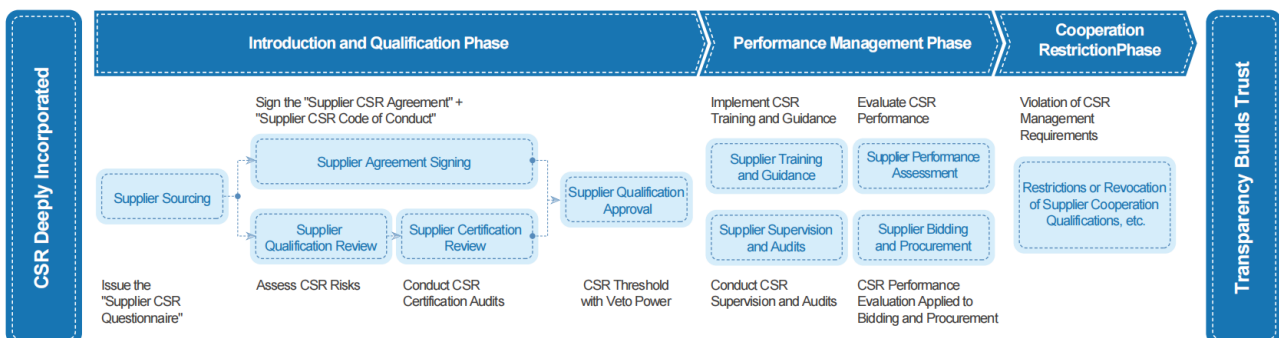 CSR Deeply Incorporated
Introduction and Qualification Phase
Performance Management Phase
Cooperation
RestrictionPhase
Sign the "Supplier CSR Agreement" +
"Supplier CSR Code of Conduct"
Supplier Agreement Signing
Supplier Sourcing
Supplier
Qualification Review
Supplier Certification
Review
Supplier Qualification
Approval
Issue the
"Supplier CSR
Questionnaire"
Assess CSR Risks
Conduct CSR
Certification Audits
CSR Threshold
with Veto Power
Implement CSR
Training and Guidance
Evaluate CSR
Performance
Supplier Training
and Guidance
Supplier Performance
Assessment
Supplier Supervision
and Audits
Supplier Bidding
and Procurement
Conduct CSR
Supervision and Audits
CSR Performance
Evaluation Applied to
Bidding and Procurement
Violation of CSR
Management
Requirements
Restrictions or Revocation
of Supplier Cooperation
Qualifications, etc.
Transparency Builds Trust